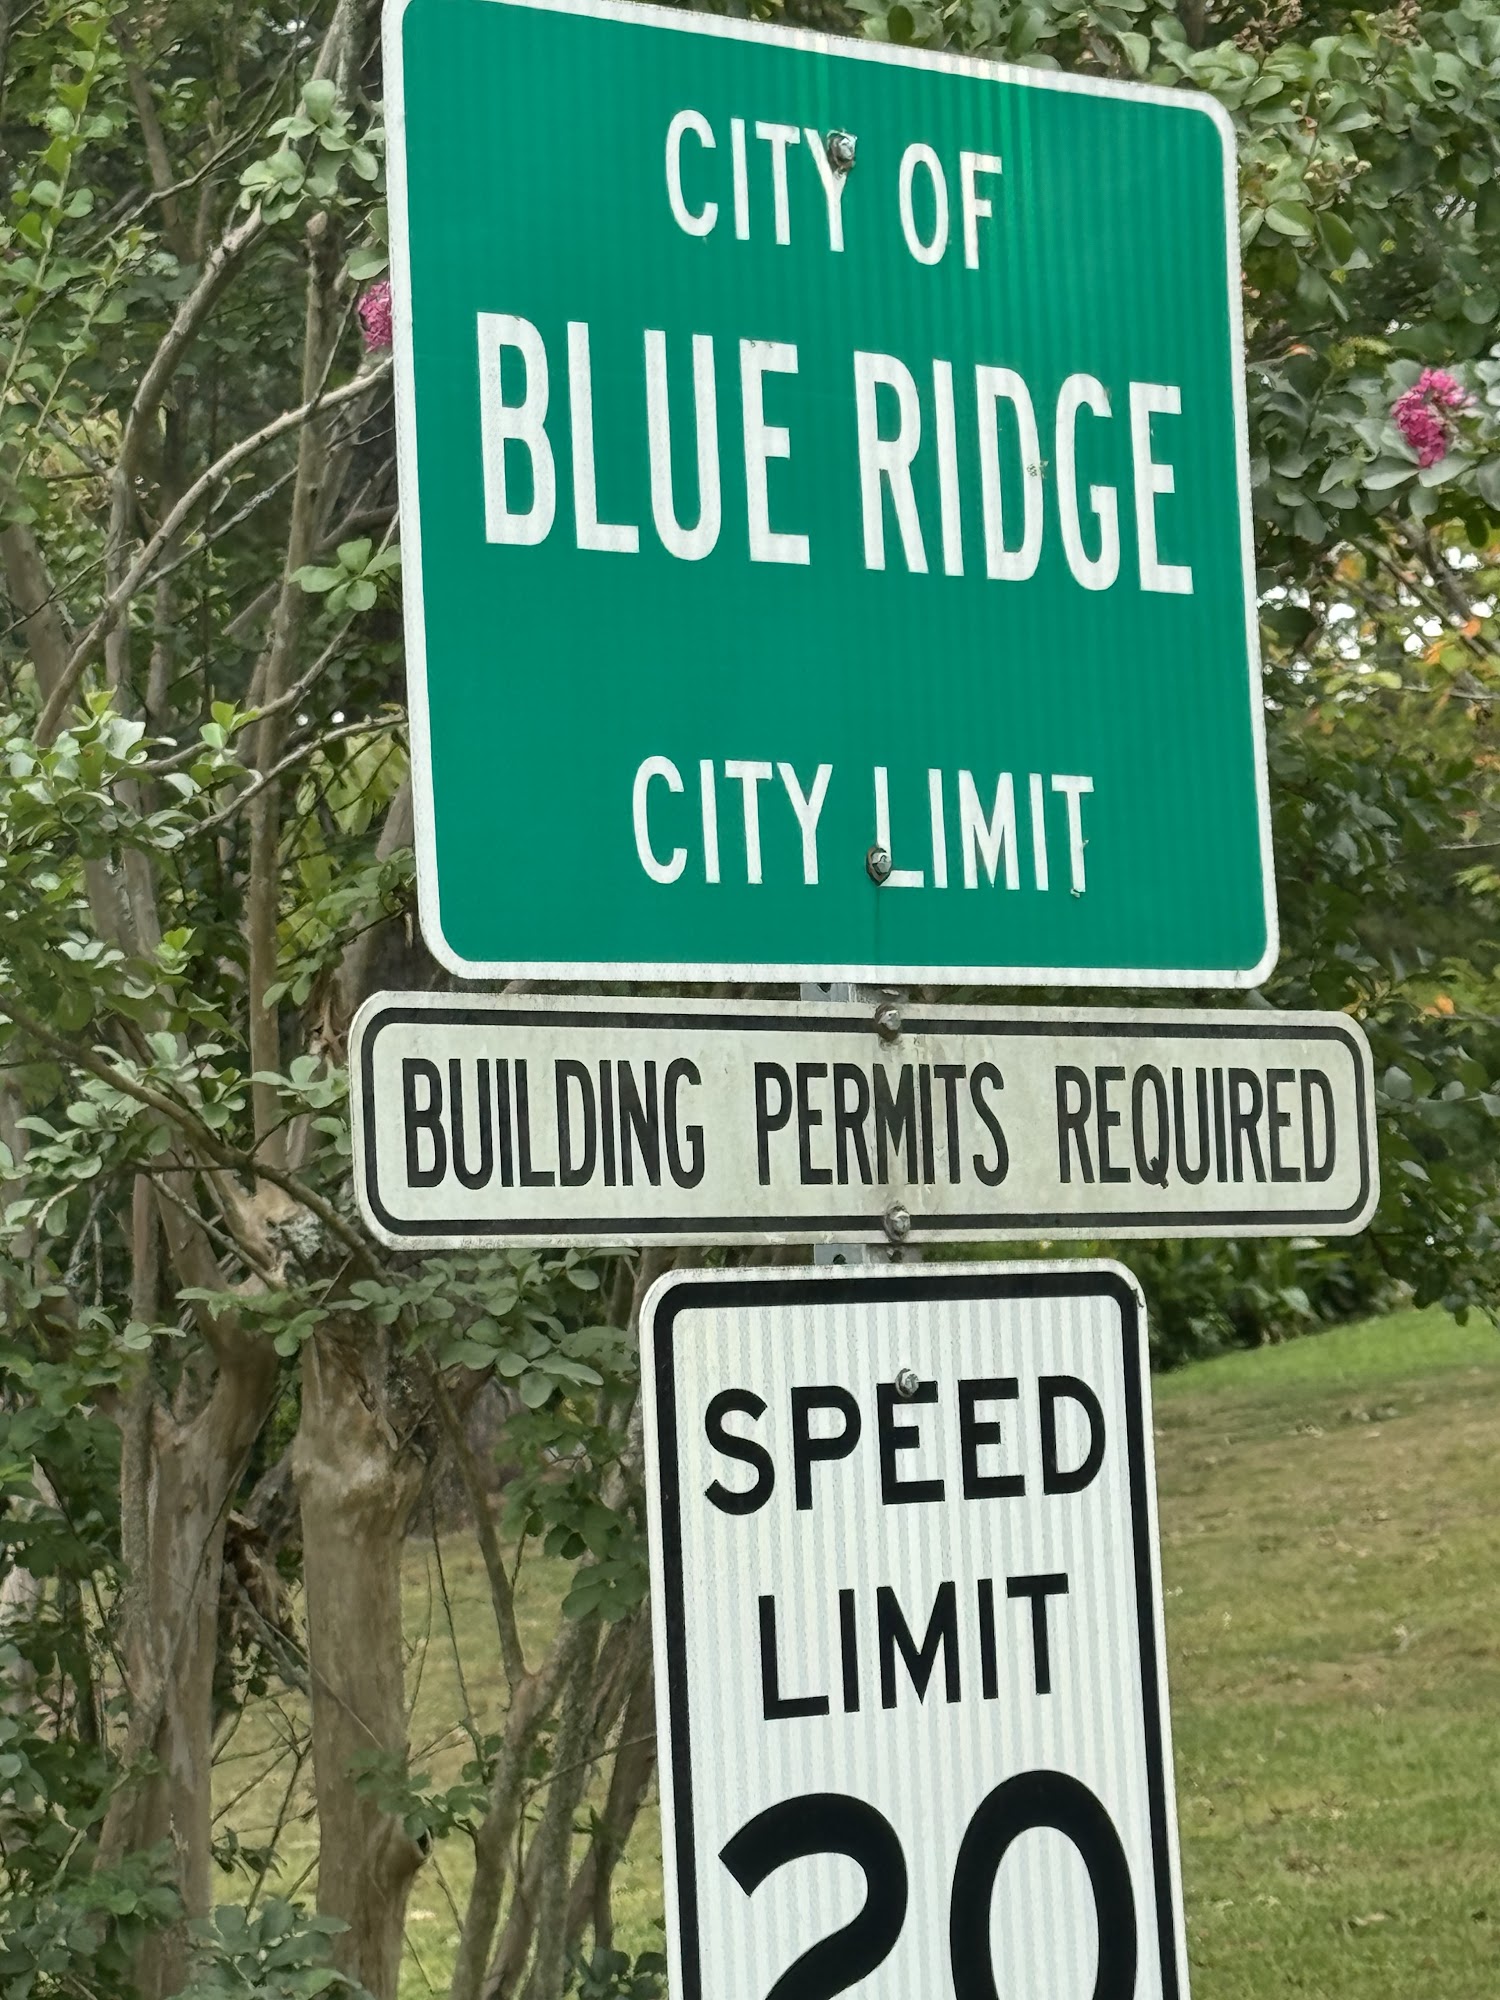 CITY OF
BLUE RIDGE
CITY LIMIT
BUILDING PERMITS REQUIRED
SPEED
LIMIT
20